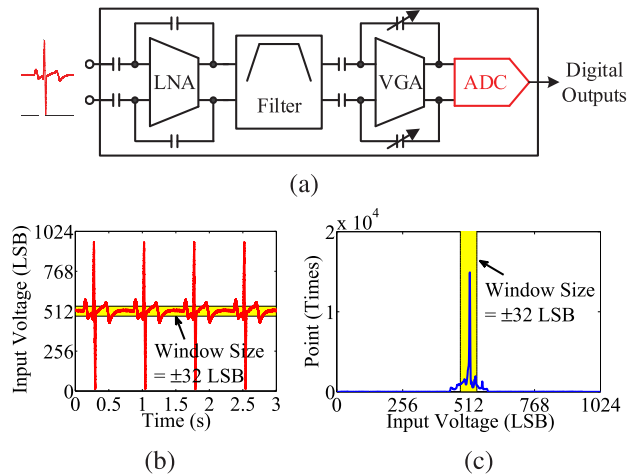 LNA
Filter
VGA
ADC
Digital
Outputs
(a)
Input Voltage (LSB)
1024
768
512
256
0
Window Size
= ±32 LSB
0 0.5 1 1.5 2 2.5 3
Time (s)
(b)
Point (Times)
2 x 10⁴
1
0
Window Size
= ±32 LSB
0 256 512 768 1024
Input Voltage (LSB)
(c)